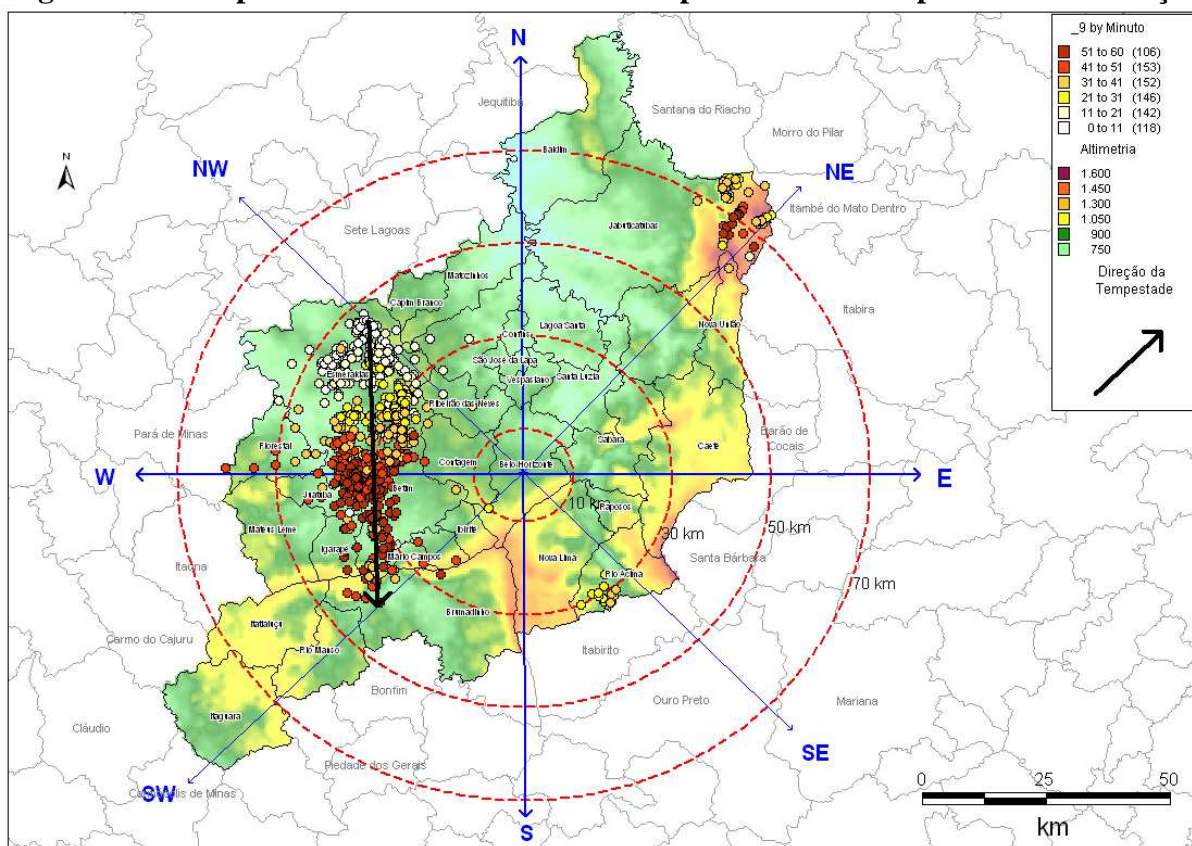 N
_9 by Minuto
51 to 60 (106)
41 to 51 (153)
31 to 41 (152)
21 to 31 (146)
11 to 21 (142)
0 to 11 (118)
Altimetria
1.600
1.450
1.300
1.050
900
750
Direção da
Tempestade
Jequitibá
Santana do Riacho
Morro do Pilar
Baldim
N
NW
NE
Itambé do Mato Dentro
Sete Lagoas
Jaboticatubas
Matozinhos
Capim Branco
Itabira
Nova União
Lagoa Santa
Confins
São José da Lapa
Esmeraldas
Vespasiano
Santa Luzia
Ribeirão das Neves
Pará de Minas
Barão de
Cocais
Florestal
Sabará
Caeté
Contagem
Belo Horizonte
W
E
Juatuba
Betim
10 km
Raposos
Mateus Leme
Ibirité
30 km
50 km
Igarapé
Mário Campos
Nova Lima
Santa Bárbara
Itaúna
Rio Acima
70 km
Brumadinho
Itatiaiuçu
Carmo do Cajuru
Rio Manso
Itabirito
Bonfim
Ouro Preto
Mariana
Itaguara
Cláudio
SE
Piedade dos Gerais
SW
0 25 50
km
S